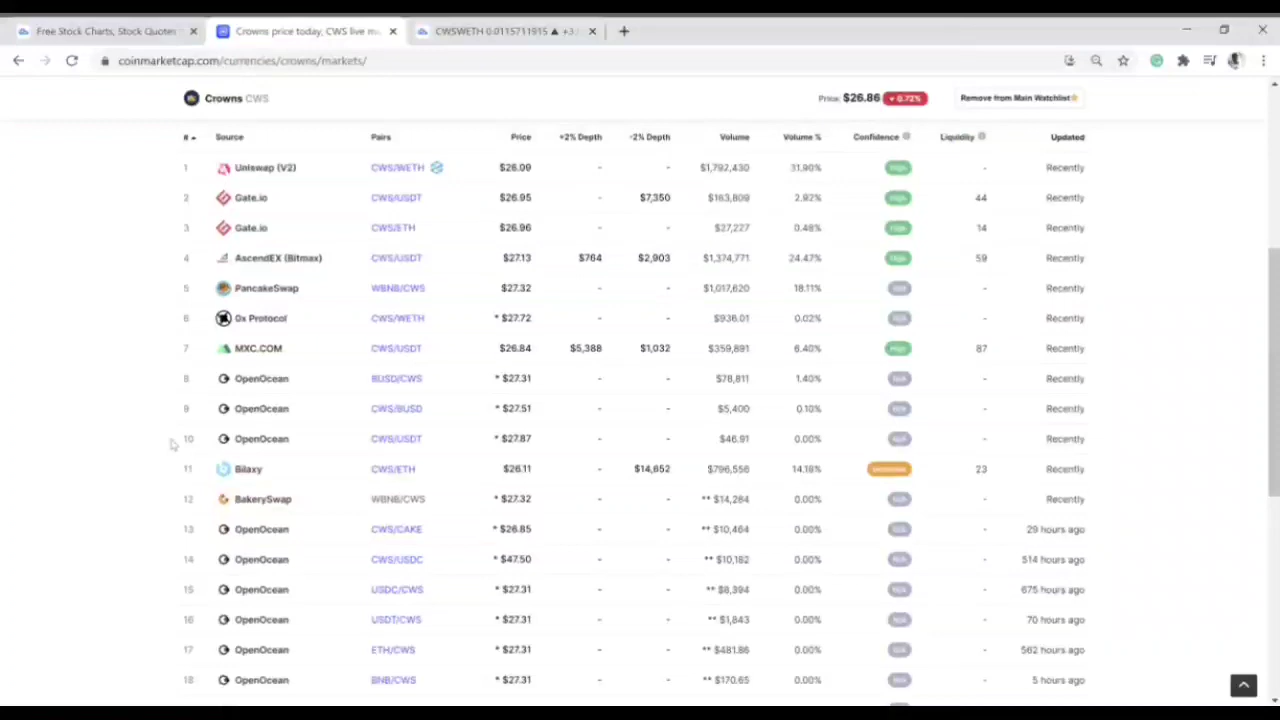 Free Stock Charts, Stock Quotes
Crowns price today, CWS live m
CWSWETH 0.0115711915 ▲ +3.
coinmarketcap.com/currencies/crowns/markets/
Crowns CWS Price: $26.86 ▾ 0.72% Remove from Main Watchlist
# Source Pairs Price +2% Depth -2% Depth Volume Volume % Confidence Liquidity Updated
1 Uniswap (V2) CWS/WETH $26.09 - - $1,792,430 31.90% High - Recently
2 Gate.io CWS/USDT $26.95 - $7,350 $163,809 2.92% High 44 Recently
3 Gate.io CWS/ETH $26.96 - - $27,227 0.48% High 14 Recently
4 AscendEX (Bitmax) CWS/USDT $27.13 $764 $2,903 $1,374,771 24.47% High 59 Recently
5 PancakeSwap WBNB/CWS $27.32 - - $1,017,620 18.11% N/A - Recently
6 0x Protocol CWS/WETH * $27.72 - - $936.01 0.02% N/A - Recently
7 MXC.COM CWS/USDT $26.84 $5,388 $1,032 $359,891 6.40% High 87 Recently
8 OpenOcean BUSD/CWS * $27.31 - - $78,811 1.40% N/A - Recently
9 OpenOcean CWS/BUSD * $27.51 - - $5,400 0.10% N/A - Recently
10 OpenOcean CWS/USDT * $27.87 - - $46.91 0.00% N/A - Recently
11 Bilaxy CWS/ETH $26.11 - $14,652 $796,556 14.18% 23 Recently
12 BakerySwap WBNB/CWS * $27.32 - - ** $14,284 0.00% N/A - Recently
13 OpenOcean CWS/CAKE * $26.85 - - ** $10,464 0.00% N/A - 29 hours ago
14 OpenOcean CWS/USDC * $47.50 - - ** $10,182 0.00% N/A - 514 hours ago
15 OpenOcean USDC/CWS * $27.31 - - ** $8,394 0.00% N/A - 675 hours ago
16 OpenOcean USDT/CWS * $27.31 - - ** $1,843 0.00% N/A - 70 hours ago
17 OpenOcean ETH/CWS * $27.31 - - ** $481.86 0.00% N/A - 562 hours ago
18 OpenOcean BNB/CWS * $27.31 - - ** $170.65 0.00% N/A - 5 hours ago